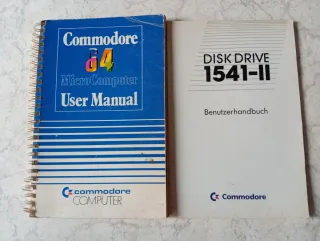 Commodore
64
MicroComputer
User Manual
commodore
COMPUTER
DISK DRIVE
1541-II
Benutzerhandbuch
Commodore